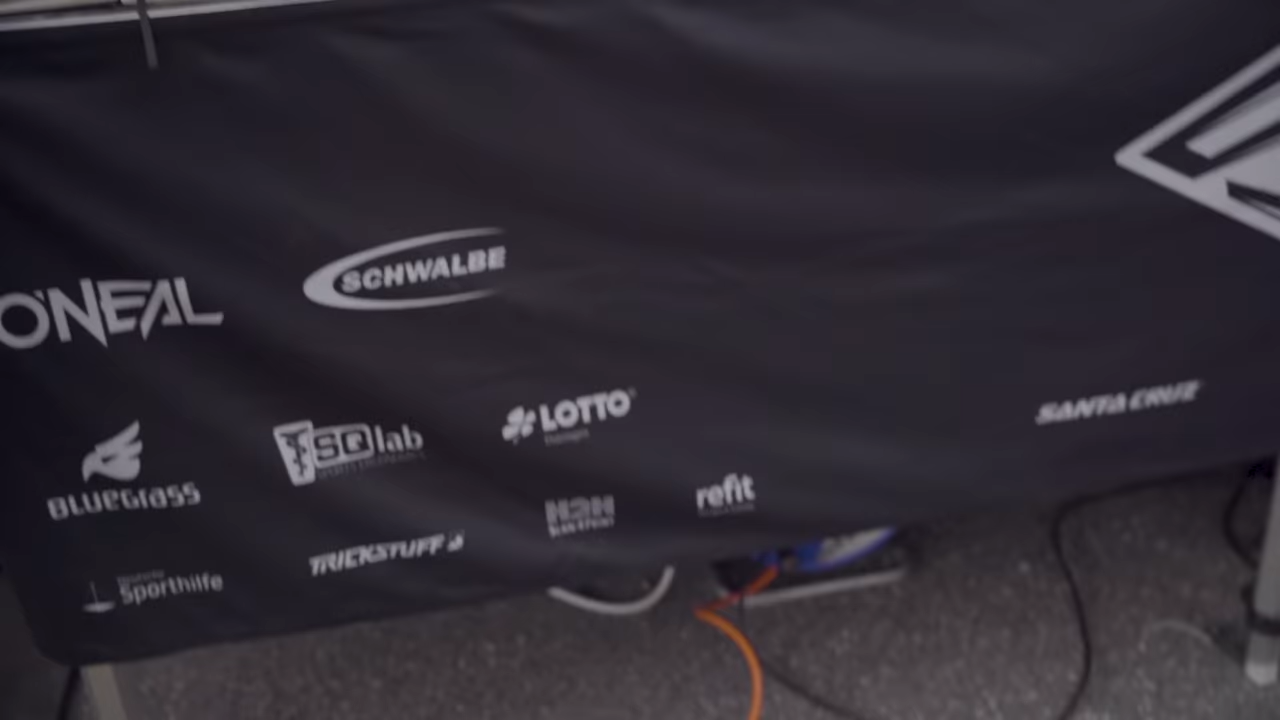 O'NEAL
SCHWALBE
BLUEGRASS
SQlab
LOTTO
SANTA CRUZ
refit
TRICKSTUFF
Sporthilfe